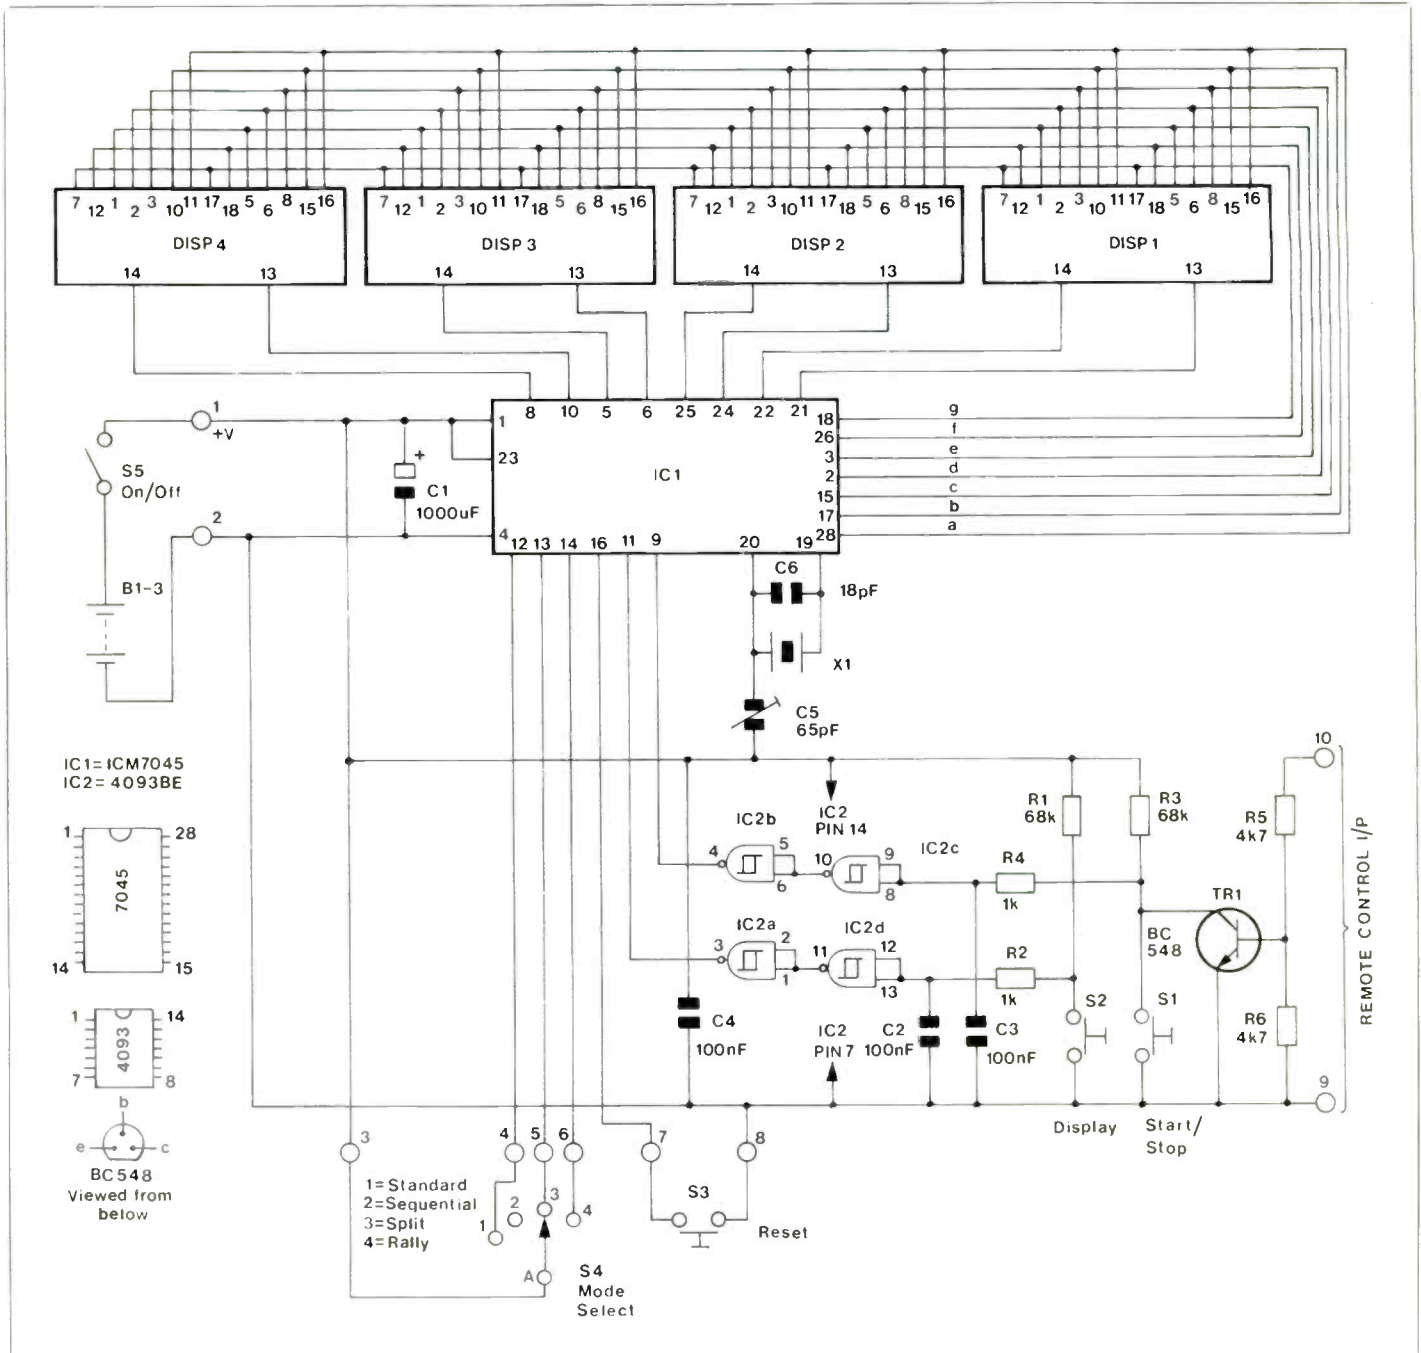 7 12 1 2 3 10 11 17 18 5 6 8 15 16
DISP 4
14 13
7 12 1 2 3 10 11 17 18 5 6 8 15 16
DISP 3
14 13
7 12 1 2 3 10 11 17 18 5 6 8 15 16
DISP 2
14 13
7 12 1 2 3 10 11 17 18 5 6 8 15 16
DISP 1
14 13
8 10 5 6 25 24 22 21
1
23
4
IC1
18
26
3
2
15
17
28
g
f
e
d
c
b
a
12 13 14 16 11 9 20 19
1
+V
S5
On/Off
2
B1-3
+
C1
1000uF
C6
18pF
X1
C5
65pF
IC1=ICM7045
IC2=4093BE
1 28
7045
14 15
1 14
4093
7 8
b
e c
BC548
Viewed from
below
IC2
PIN 14
IC2b
4 5
6
IC2c
10 9
8
R4
1k
R1
68k
R3
68k
10
R5
4k7
TR1
BC
548
IC2a
3 2
1
IC2d
11 12
13
R2
1k
S2
S1
R6
4k7
9
REMOTE CONTROL I/P
C4
100nF
IC2
PIN 7
C2
100nF
C3
100nF
Display
Start/
Stop
3
4 5 6
7 8
1=Standard
2=Sequential
3=Split
4=Rally
1 2 3 4
A
S4
Mode
Select
S3
Reset